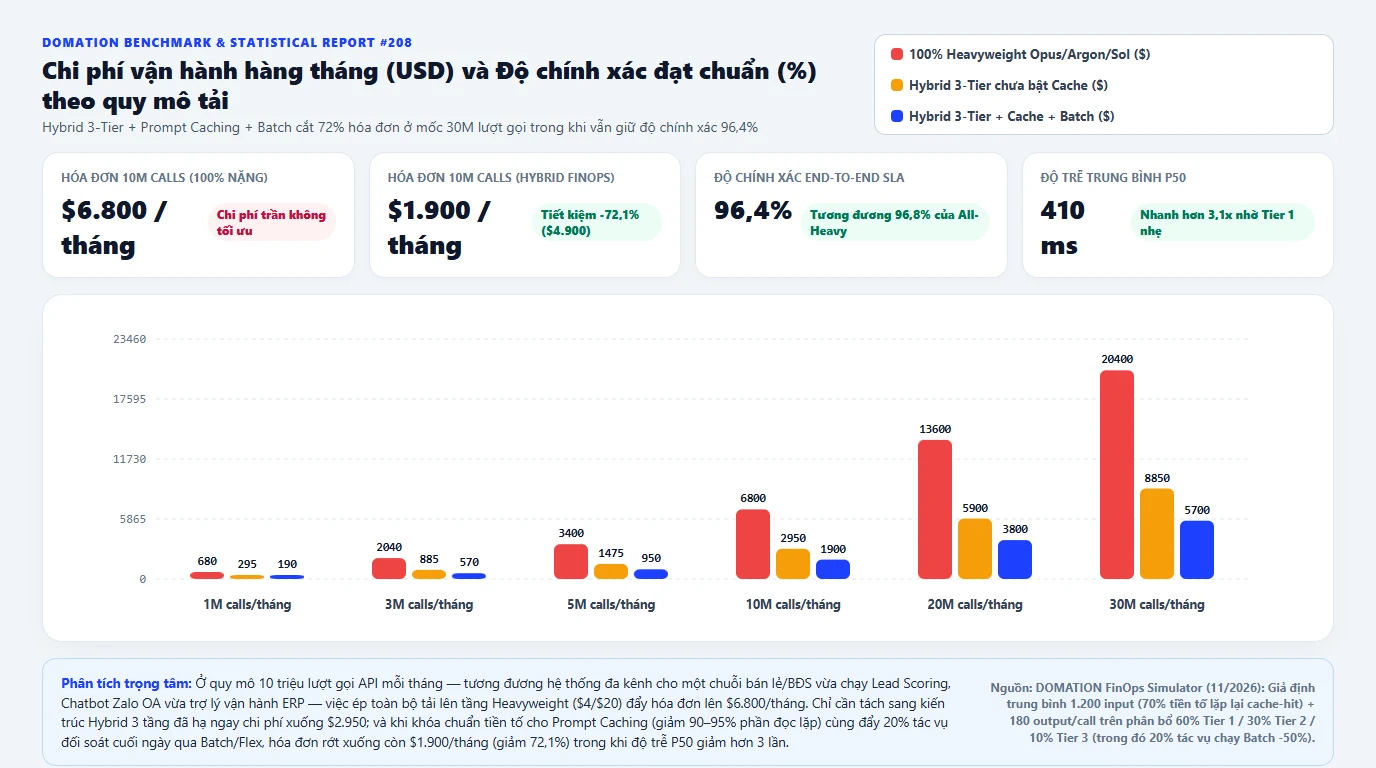 DOMATION BENCHMARK & STATISTICAL REPORT #208
Chi phí vận hành hàng tháng (USD) và Độ chính xác đạt chuẩn (%)
theo quy mô tải
Hybrid 3-Tier + Prompt Caching + Batch cắt 72% hóa đơn ở mốc 30M lượt gọi trong khi vẫn giữ độ chính xác 96,4%
100% Heavyweight Opus/Argon/Sol ($)
Hybrid 3-Tier chưa bật Cache ($)
Hybrid 3-Tier + Cache + Batch ($)
HÓA ĐƠN 10M CALLS (100% NẶNG)
$6.800 /
tháng
Chi phí trần không
tối ưu
HÓA ĐƠN 10M CALLS (HYBRID FINOPS)
$1.900 /
tháng
Tiết kiệm -72,1%
($4.900)
ĐỘ CHÍNH XÁC END-TO-END SLA
96,4%
Tương đương 96,8% của All-
Heavy
ĐỘ TRỄ TRUNG BÌNH P50
410
ms
Nhanh hơn 3,1x nhờ Tier 1
nhẹ
23460
17595
11730
5865
0
680
295
190
2040
885
570
3400
1475
950
6800
2950
1900
13600
5900
3800
20400
8850
5700
1M calls/tháng
3M calls/tháng
5M calls/tháng
10M calls/tháng
20M calls/tháng
30M calls/tháng
Phân tích trọng tâm: Ở quy mô 10 triệu lượt gọi API mỗi tháng — tương đương hệ thống đa kênh cho một chuỗi bán lẻ/BĐS vừa chạy Lead Scoring,
Chatbot Zalo OA vừa trợ lý vận hành ERP — việc ép toàn bộ tải lên tầng Heavyweight ($4/$20) đẩy hóa đơn lên $6.800/tháng. Chỉ cần tách sang kiến
trúc Hybrid 3 tầng đã hạ ngay chi phí xuống $2.950; và khi khóa chuẩn tiền tố cho Prompt Caching (giảm 90–95% phần đọc lặp) cùng đẩy 20% tác vụ
đối soát cuối ngày qua Batch/Flex, hóa đơn rớt xuống còn $1.900/tháng (giảm 72,1%) trong khi độ trễ P50 giảm hơn 3 lần.
Nguồn: DOMATION FinOps Simulator (11/2026): Giả định
trung bình 1.200 input (70% tiền tố lặp lại cache-hit) +
180 output/call trên phân bổ 60% Tier 1 / 30% Tier 2 /
10% Tier 3 (trong đó 20% tác vụ chạy Batch -50%).